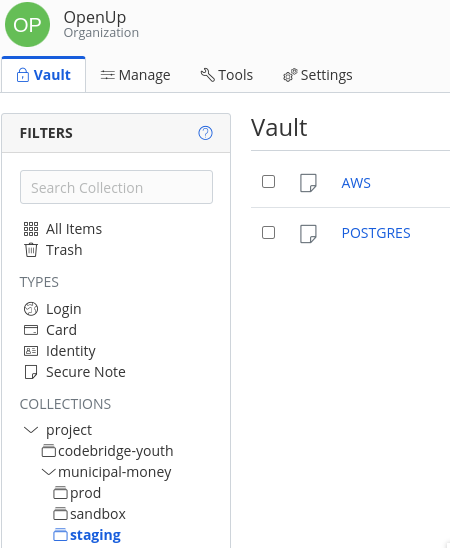 OP
OpenUp
Organization
Vault
Manage
Tools
Settings
FILTERS
?
Search Collection
All Items
Trash
TYPES
Login
Card
Identity
Secure Note
COLLECTIONS
project
codebridge-youth
municipal-money
prod
sandbox
staging
Vault
AWS
POSTGRES